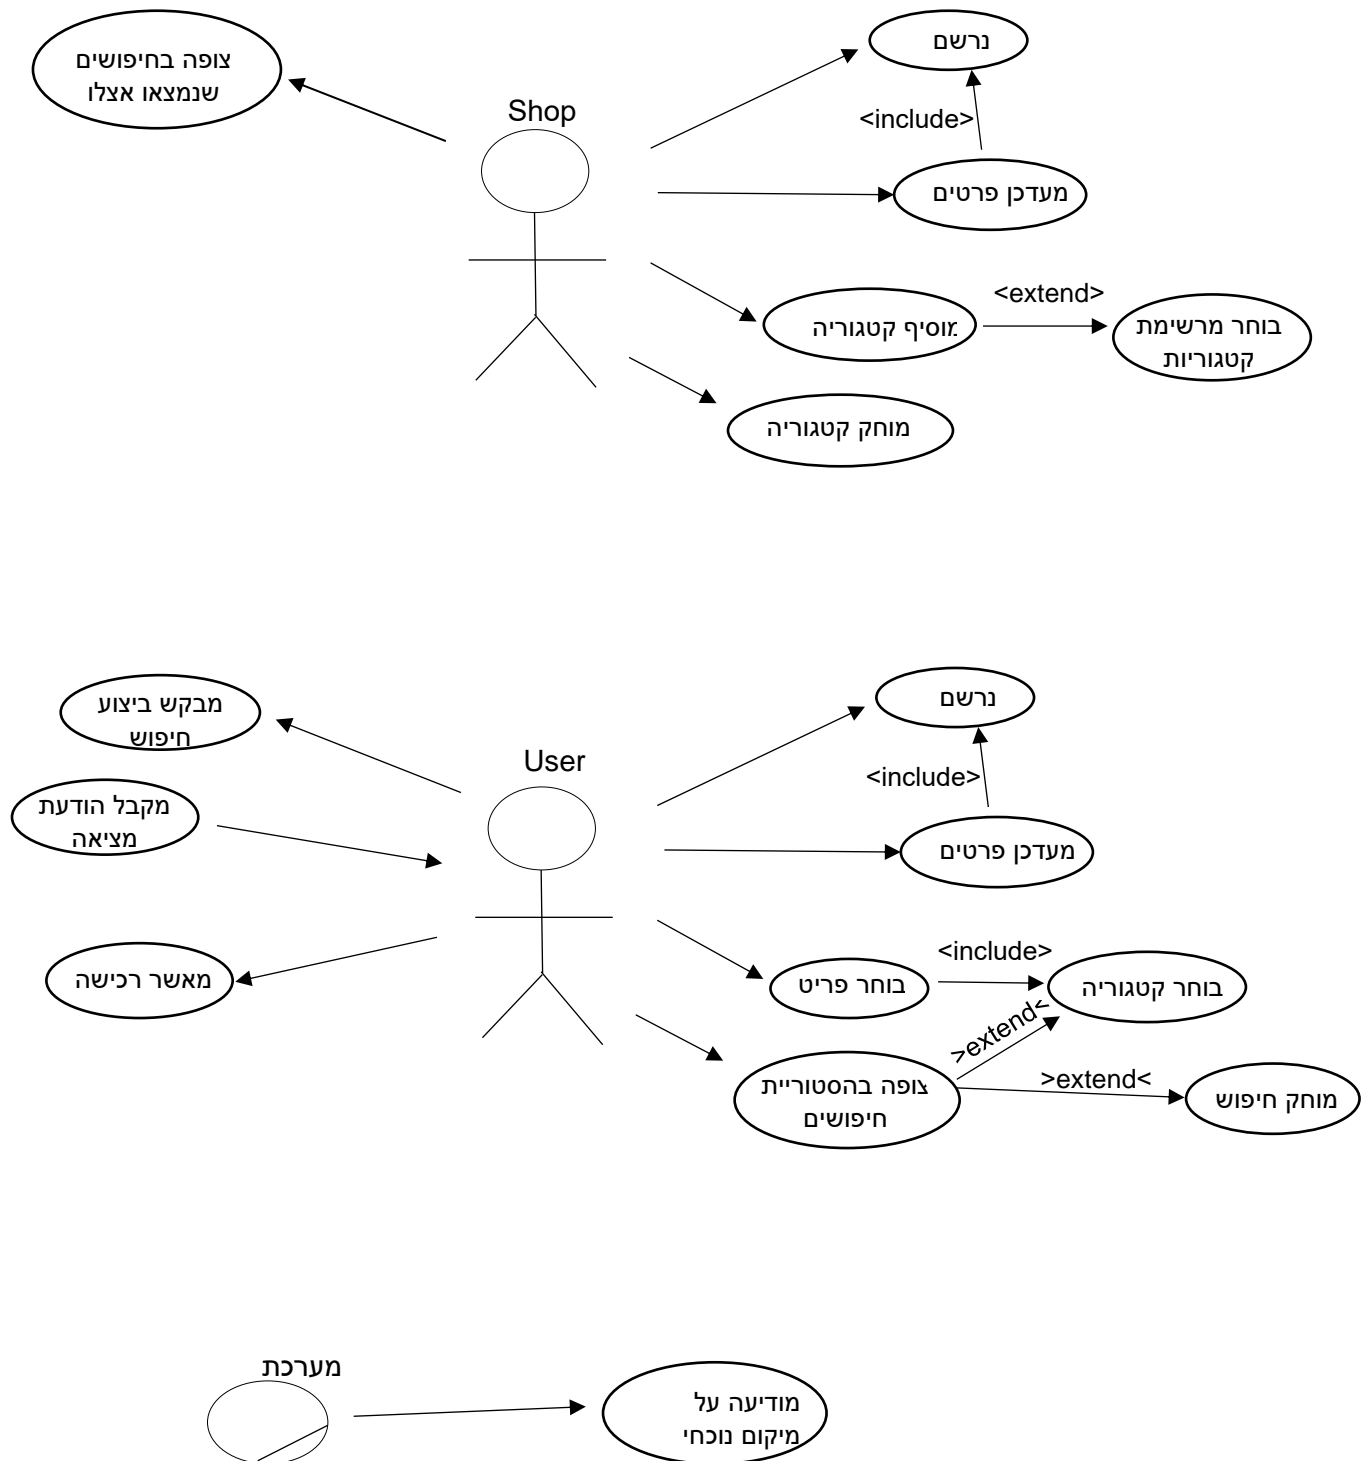 צופה בחיפושים
שנמצאו אצלו
Shop
נרשם
<include>
מעדכן פרטים
מוסיף קטגוריה
<extend>
בוחר מרשימת
קטגוריות
מוחק קטגוריה
מבקש ביצוע
חיפוש
מקבל הודעת
מציאה
מאשר רכישה
User
נרשם
<include>
מעדכן פרטים
בוחר פריט
<include>
בוחר קטגוריה
>extend<
צופה בהסטוריית
חיפושים
>extend<
מוחק חיפוש
מערכת
מודיעה על
מיקום נוכחי